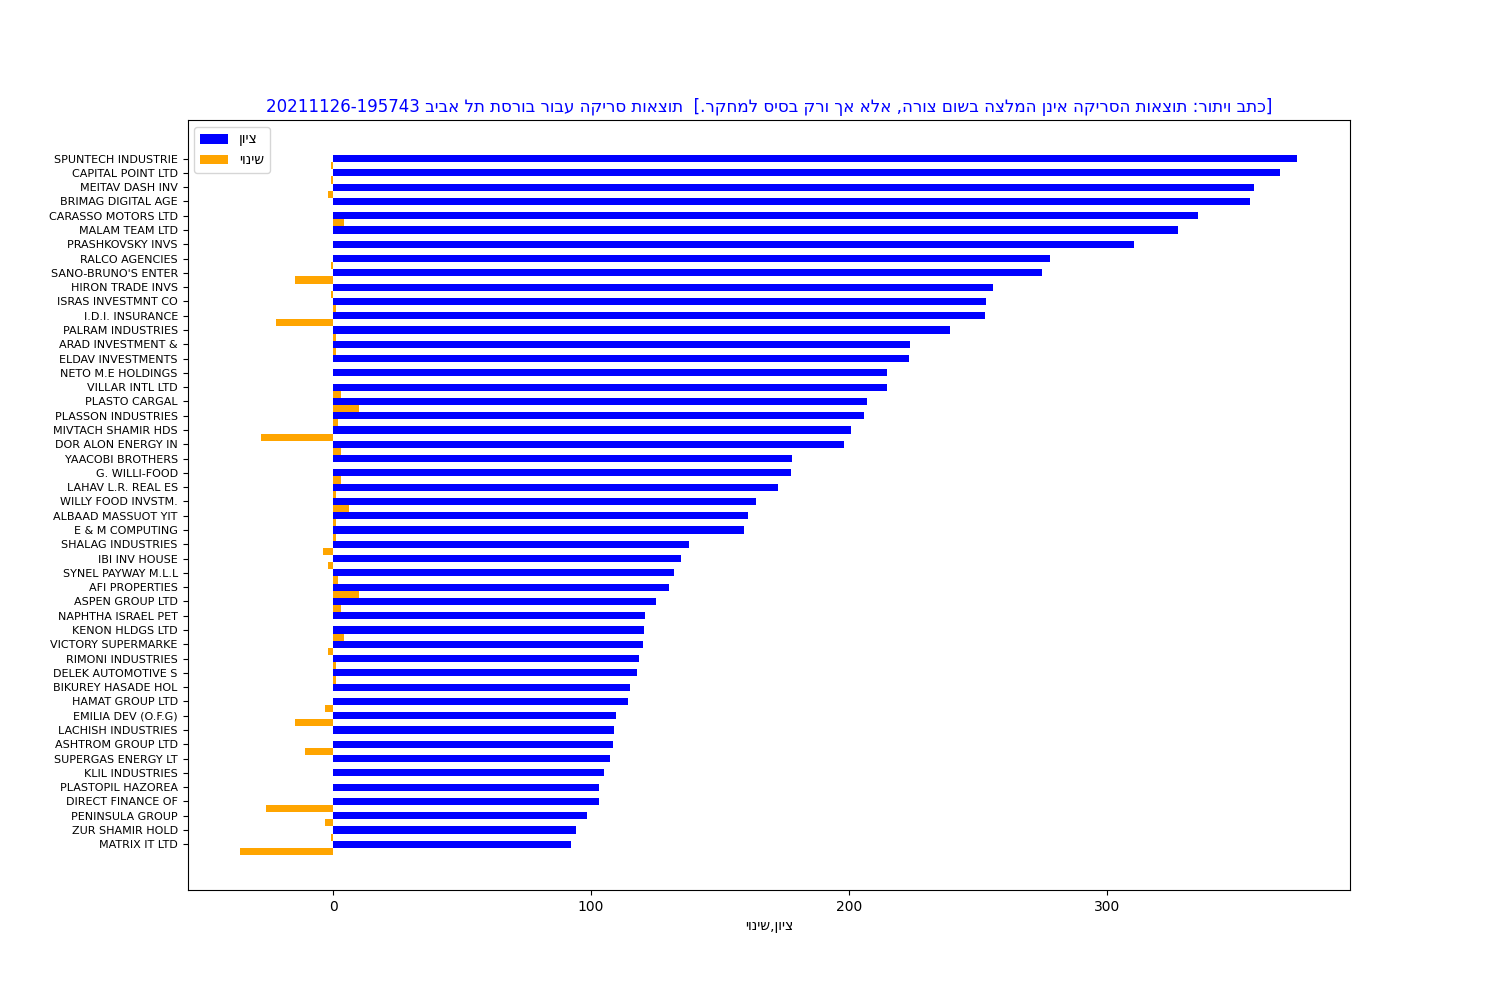 [כתב ויתור: תוצאות הסריקה אינן המלצה בשום צורה, אלא אך ורק בסיס למחקר.]  תוצאות סריקה עבור בורסת תל אביב 20211126-195743
ציון
שינוי
SPUNTECH INDUSTRIE
CAPITAL POINT LTD
MEITAV DASH INV
BRIMAG DIGITAL AGE
CARASSO MOTORS LTD
MALAM TEAM LTD
PRASHKOVSKY INVS
RALCO AGENCIES
SANO-BRUNO'S ENTER
HIRON TRADE INVS
ISRAS INVESTMNT CO
I.D.I. INSURANCE
PALRAM INDUSTRIES
ARAD INVESTMENT &
ELDAV INVESTMENTS
NETO M.E HOLDINGS
VILLAR INTL LTD
PLASTO CARGAL
PLASSON INDUSTRIES
MIVTACH SHAMIR HDS
DOR ALON ENERGY IN
YAACOBI BROTHERS
G. WILLI-FOOD
LAHAV L.R. REAL ES
WILLY FOOD INVSTM.
ALBAAD MASSUOT YIT
E & M COMPUTING
SHALAG INDUSTRIES
IBI INV HOUSE
SYNEL PAYWAY M.L.L
AFI PROPERTIES
ASPEN GROUP LTD
NAPHTHA ISRAEL PET
KENON HLDGS LTD
VICTORY SUPERMARKE
RIMONI INDUSTRIES
DELEK AUTOMOTIVE S
BIKUREY HASADE HOL
HAMAT GROUP LTD
EMILIA DEV (O.F.G)
LACHISH INDUSTRIES
ASHTROM GROUP LTD
SUPERGAS ENERGY LT
KLIL INDUSTRIES
PLASTOPIL HAZOREA
DIRECT FINANCE OF
PENINSULA GROUP
ZUR SHAMIR HOLD
MATRIX IT LTD
0 100 200 300
ציון,שינוי